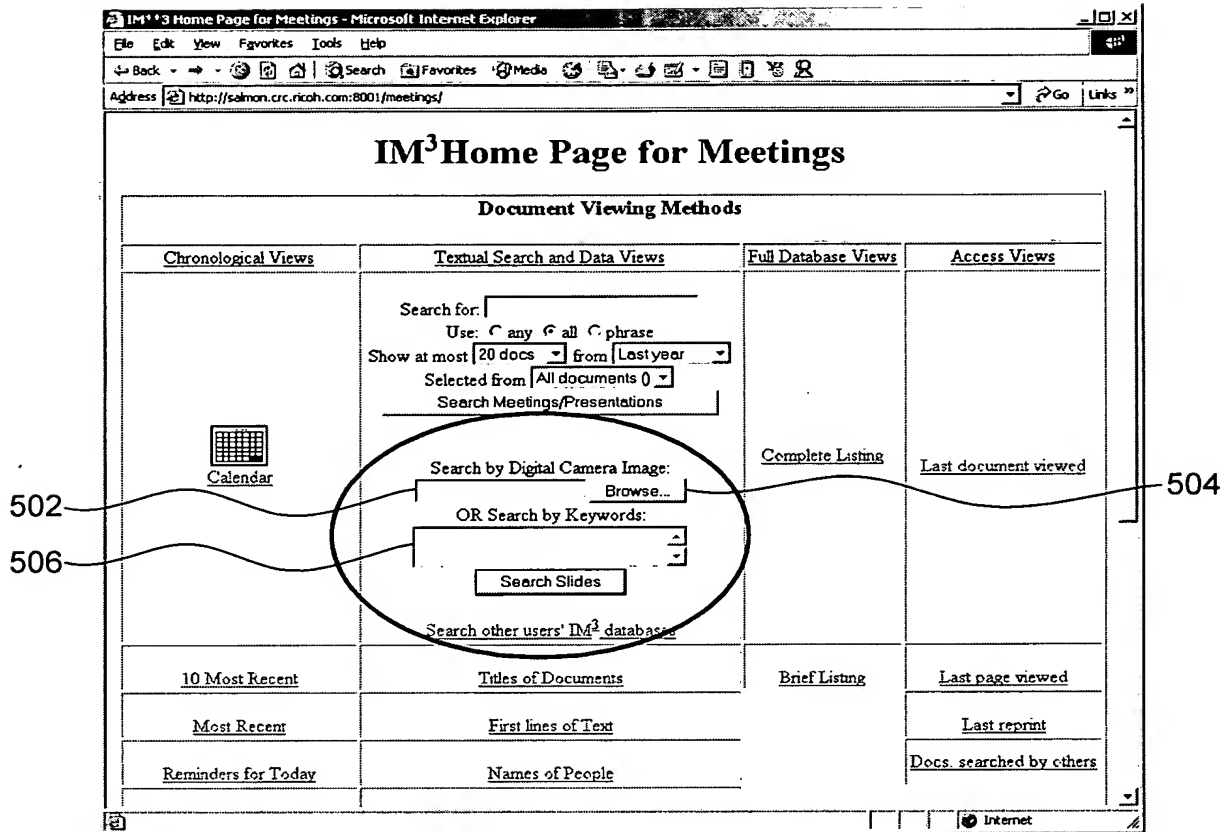 IM**3 Home Page for Meetings - Microsoft Internet Explorer
File Edit View Favorites Tools Help
Back Search Favorites Media
Address http://salmon.crc.ricoh.com:8001/meetings/ Go Links »
IM³Home Page for Meetings
Document Viewing Methods
Chronological Views Textual Search and Data Views Full Database Views Access Views
Search for:
Use: any all phrase
Show at most 20 docs from Last year
Selected from All documents ()
Search Meetings/Presentations
Calendar
Search by Digital Camera Image:
Browse...
OR Search by Keywords:
Search Slides
Search other users' IM³ databases
Complete Listing
Last document viewed
502
504
506
10 Most Recent Titles of Documents Brief Listing Last page viewed
Most Recent First lines of Text Last reprint
Reminders for Today Names of People Docs. searched by others
Internet